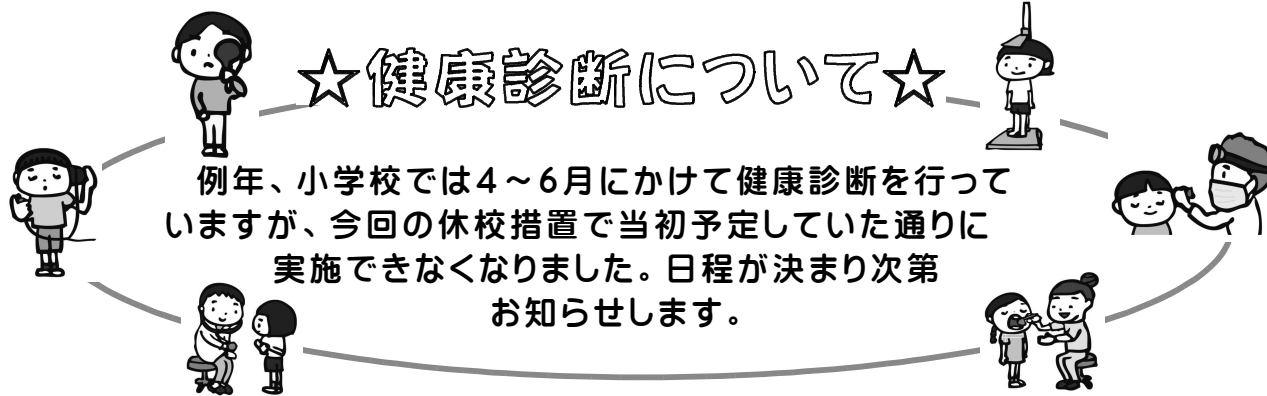 ☆健康診断について☆
例年、小学校では4～6月にかけて健康診断を行って
いますが、今回の休校措置で当初予定していた通りに
実施できなくなりました。日程が決まり次第
お知らせします。